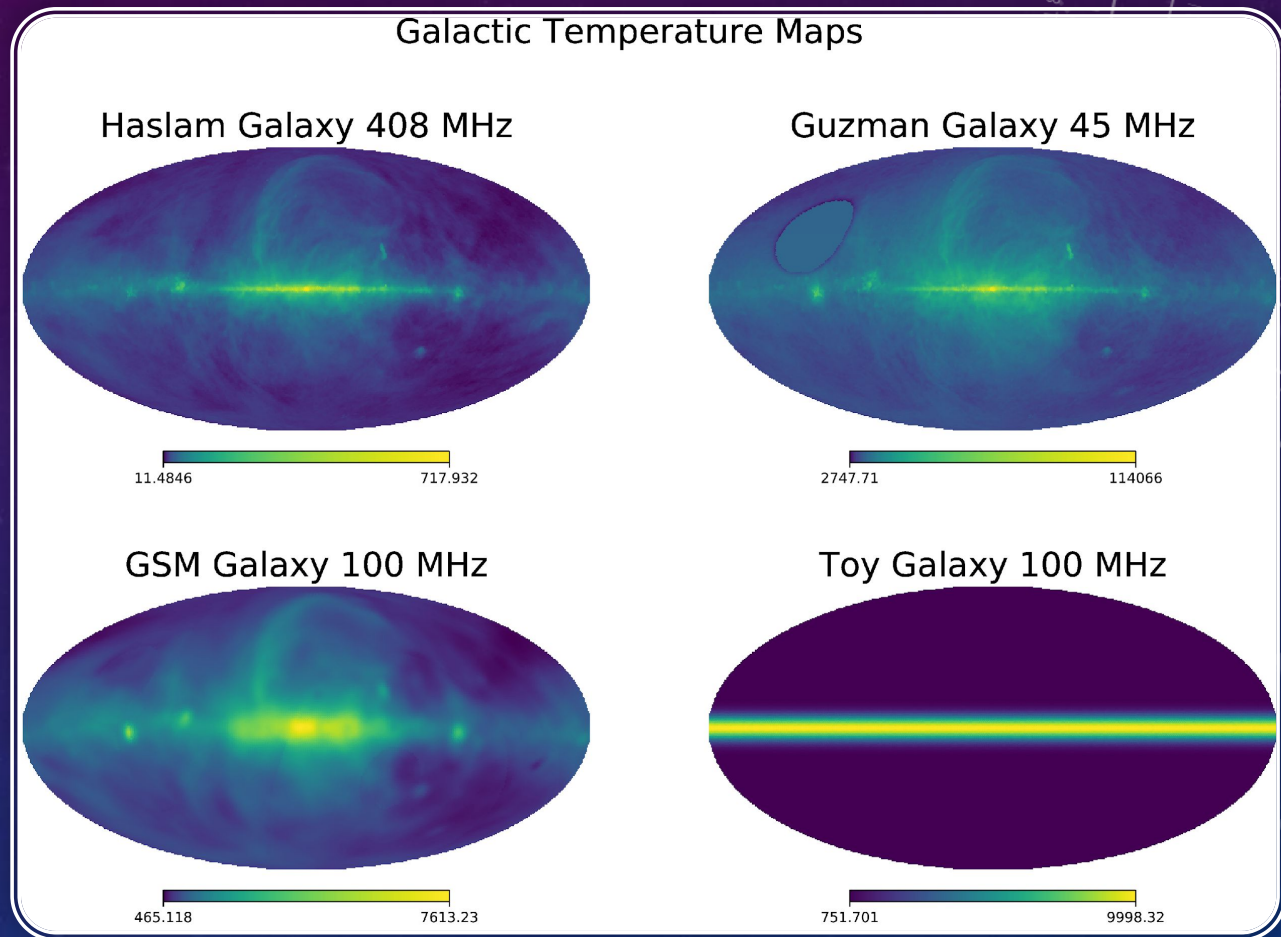 Galactic Temperature Maps
Haslam Galaxy 408 MHz
Guzman Galaxy 45 MHz
11.4846 717.932
2747.71 114066
GSM Galaxy 100 MHz
Toy Galaxy 100 MHz
465.118 7613.23
751.701 9998.32